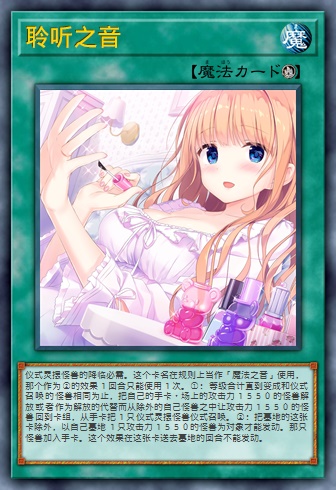 聆听之音
魔
【魔法カード】
仪式灵摆怪兽的降临必需。这个卡名在规则上当作「魔法之音」使用，
那个作为②的效果1回合只能使用1次。①：等级合计直到变成和仪式
召唤的怪兽相同为止，把自己的手卡·场上的攻击力1550的怪兽
解放或者作为解放的代替而从除外的自己怪兽之中让攻击力1550的怪
兽回到卡组，从手卡把1只仪式怪兽仪式召唤。②：把墓地的这张
卡除外，以自己墓地1只攻击力1550的怪兽为对象才能发动。那只
怪兽加入手卡。这个效果在这张卡送去墓地的回合不能发动。